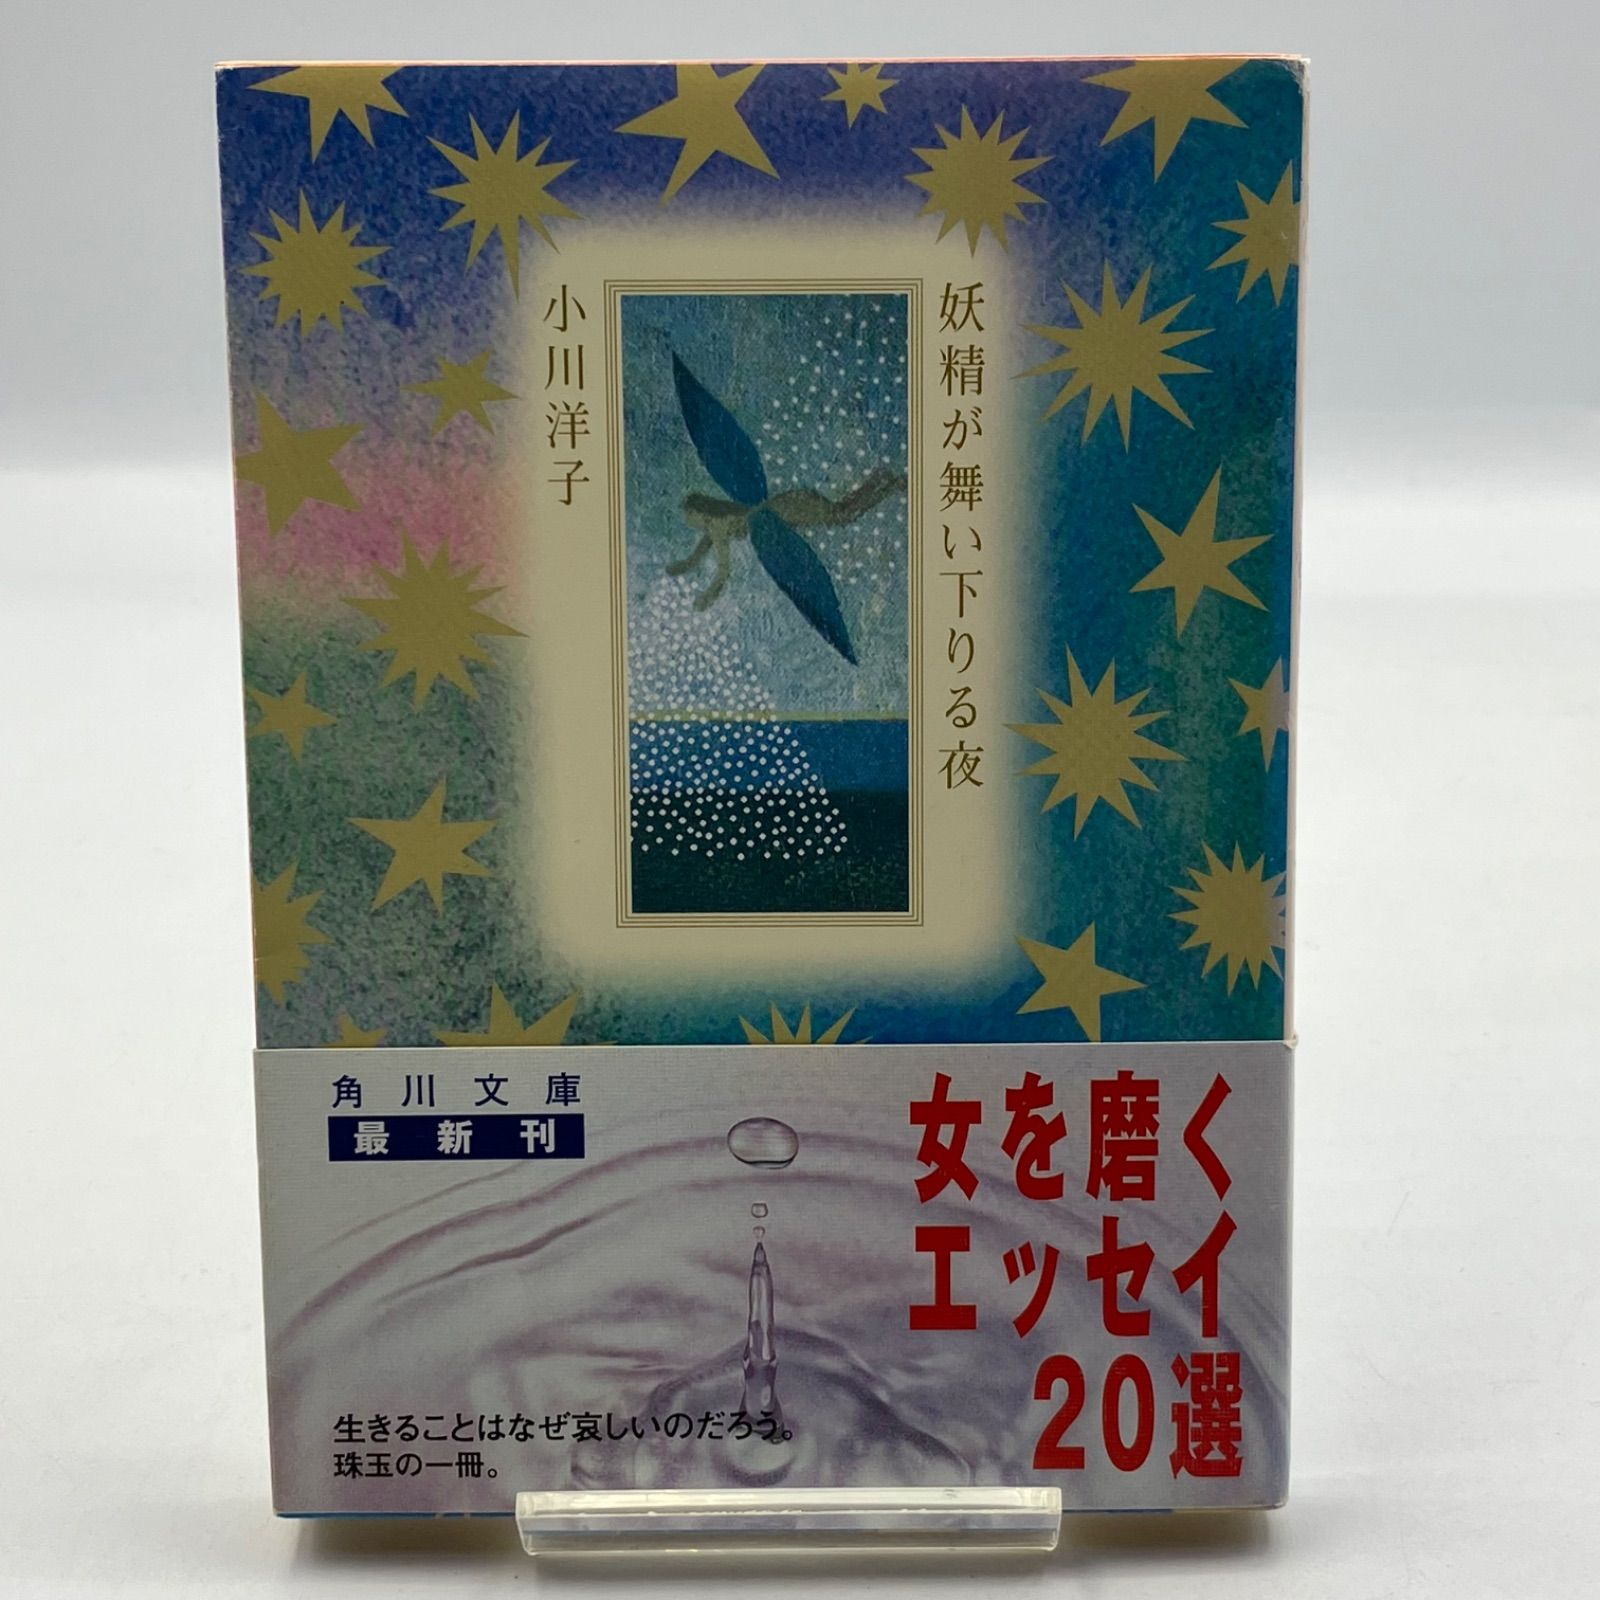 妖精が舞い下りる夜
小川洋子
角川文庫
最新刊
女を磨く
エッセイ
20選
生きることはなぜ哀しいのだろう。
珠玉の一冊。